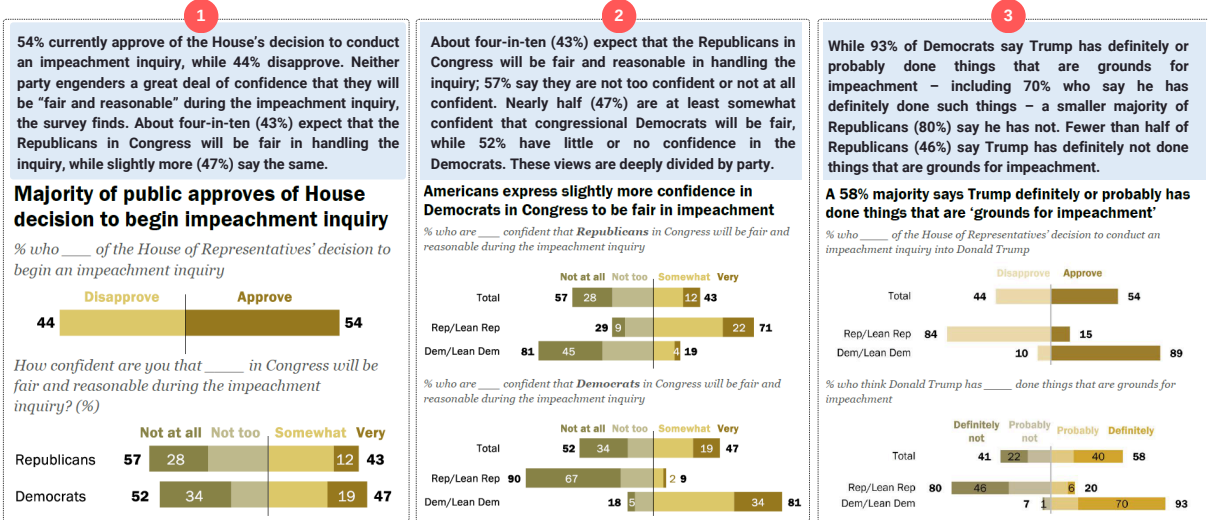 1
54% currently approve of the House's decision to conduct
an impeachment inquiry, while 44% disapprove. Neither
party engenders a great deal of confidence that they will
be "fair and reasonable" during the impeachment inquiry,
the survey finds. About four-in-ten (43%) expect that the
Republicans in Congress will be fair in handling the
inquiry, while slightly more (47%) say the same.
Majority of public approves of House
decision to begin impeachment inquiry
% who ___ of the House of Representatives' decision to
begin an impeachment inquiry
Disapprove Approve
44 54
How confident are you that ____ in Congress will be
fair and reasonable during the impeachment
inquiry? (%)
Not at all Not too Somewhat Very
Republicans 57 28 12 43
Democrats 52 34 19 47
2
About four-in-ten (43%) expect that the Republicans in
Congress will be fair and reasonable in handling the
inquiry; 57% say they are not too confident or not at all
confident. Nearly half (47%) are at least somewhat
confident that congressional Democrats will be fair,
while 52% have little or no confidence in the
Democrats. These views are deeply divided by party.
Americans express slightly more confidence in
Democrats in Congress to be fair in impeachment
% who are ___ confident that Republicans in Congress will be fair and
reasonable during the impeachment inquiry
Not at all Not too Somewhat Very
Total 57 28 12 43
Rep/Lean Rep 29 9 22 71
Dem/Lean Dem 81 45 4 19
% who are ___ confident that Democrats in Congress will be fair and
reasonable during the impeachment inquiry
Total 52 34 19 47
Rep/Lean Rep 90 67 2 9
Dem/Lean Dem 18 5 34 81
3
While 93% of Democrats say Trump has definitely or
probably done things that are grounds for
impeachment – including 70% who say he has
definitely done such things – a smaller majority of
Republicans (80%) say he has not. Fewer than half of
Republicans (46%) say Trump has definitely not done
things that are grounds for impeachment.
A 58% majority says Trump definitely or probably has
done things that are 'grounds for impeachment'
% who ____ of the House of Representatives' decision to conduct an
impeachment inquiry into Donald Trump
Disapprove Approve
Total 44 54
Rep/Lean Rep 84 15
Dem/Lean Dem 10 89
% who think Donald Trump has ____ done things that are grounds for
impeachment
Definitely not Probably not Probably Definitely
Total 41 22 40 58
Rep/Lean Rep 80 46 6 20
Dem/Lean Dem 7 1 70 93